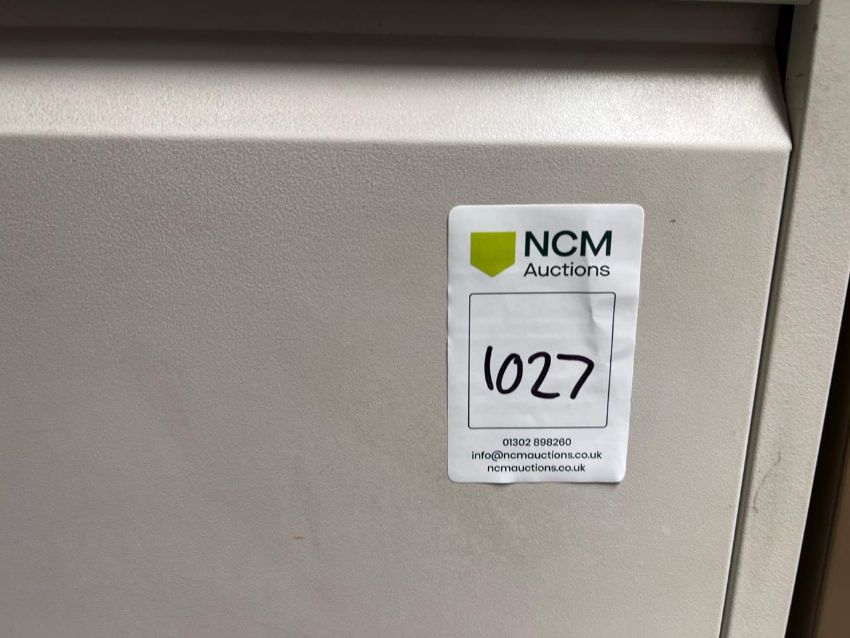 NCM
Auctions
1027
01302 898260
info@ncmauctions.co.uk
ncmauctions.co.uk